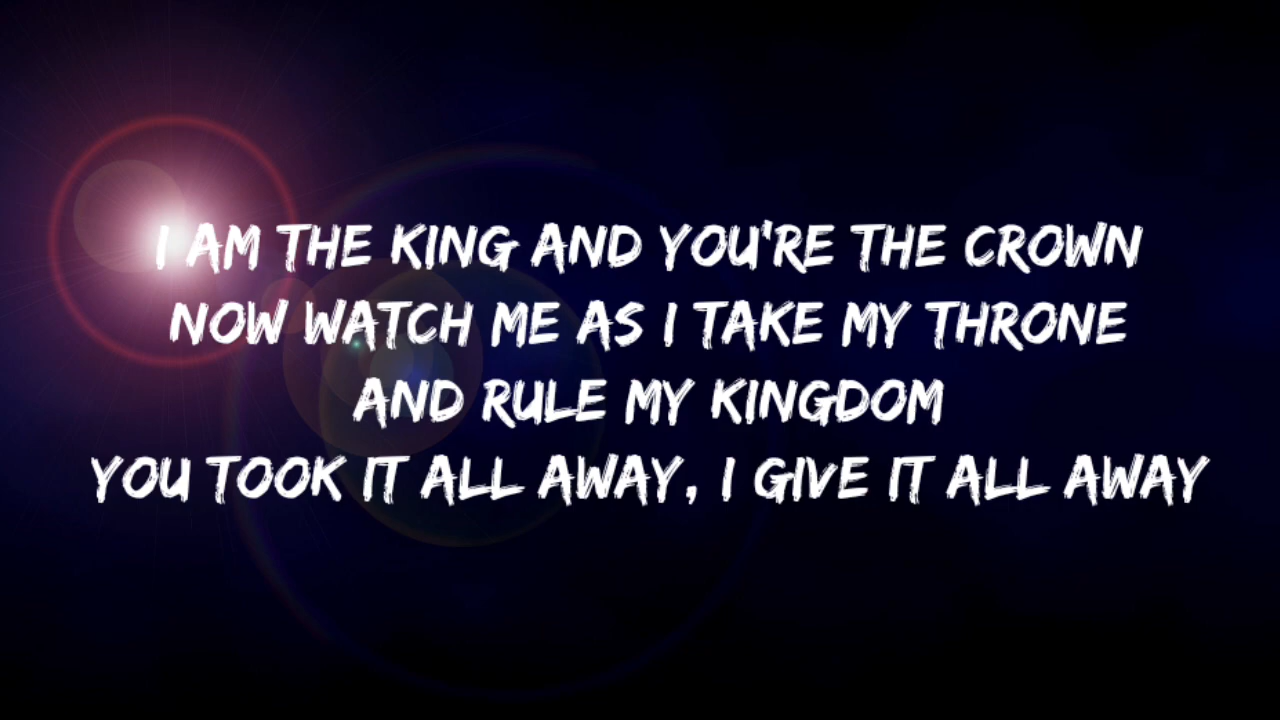 I AM THE KING AND YOU'RE THE CROWN
NOW WATCH ME AS I TAKE MY THRONE
AND RULE MY KINGDOM
YOU TOOK IT ALL AWAY, I GIVE IT ALL AWAY